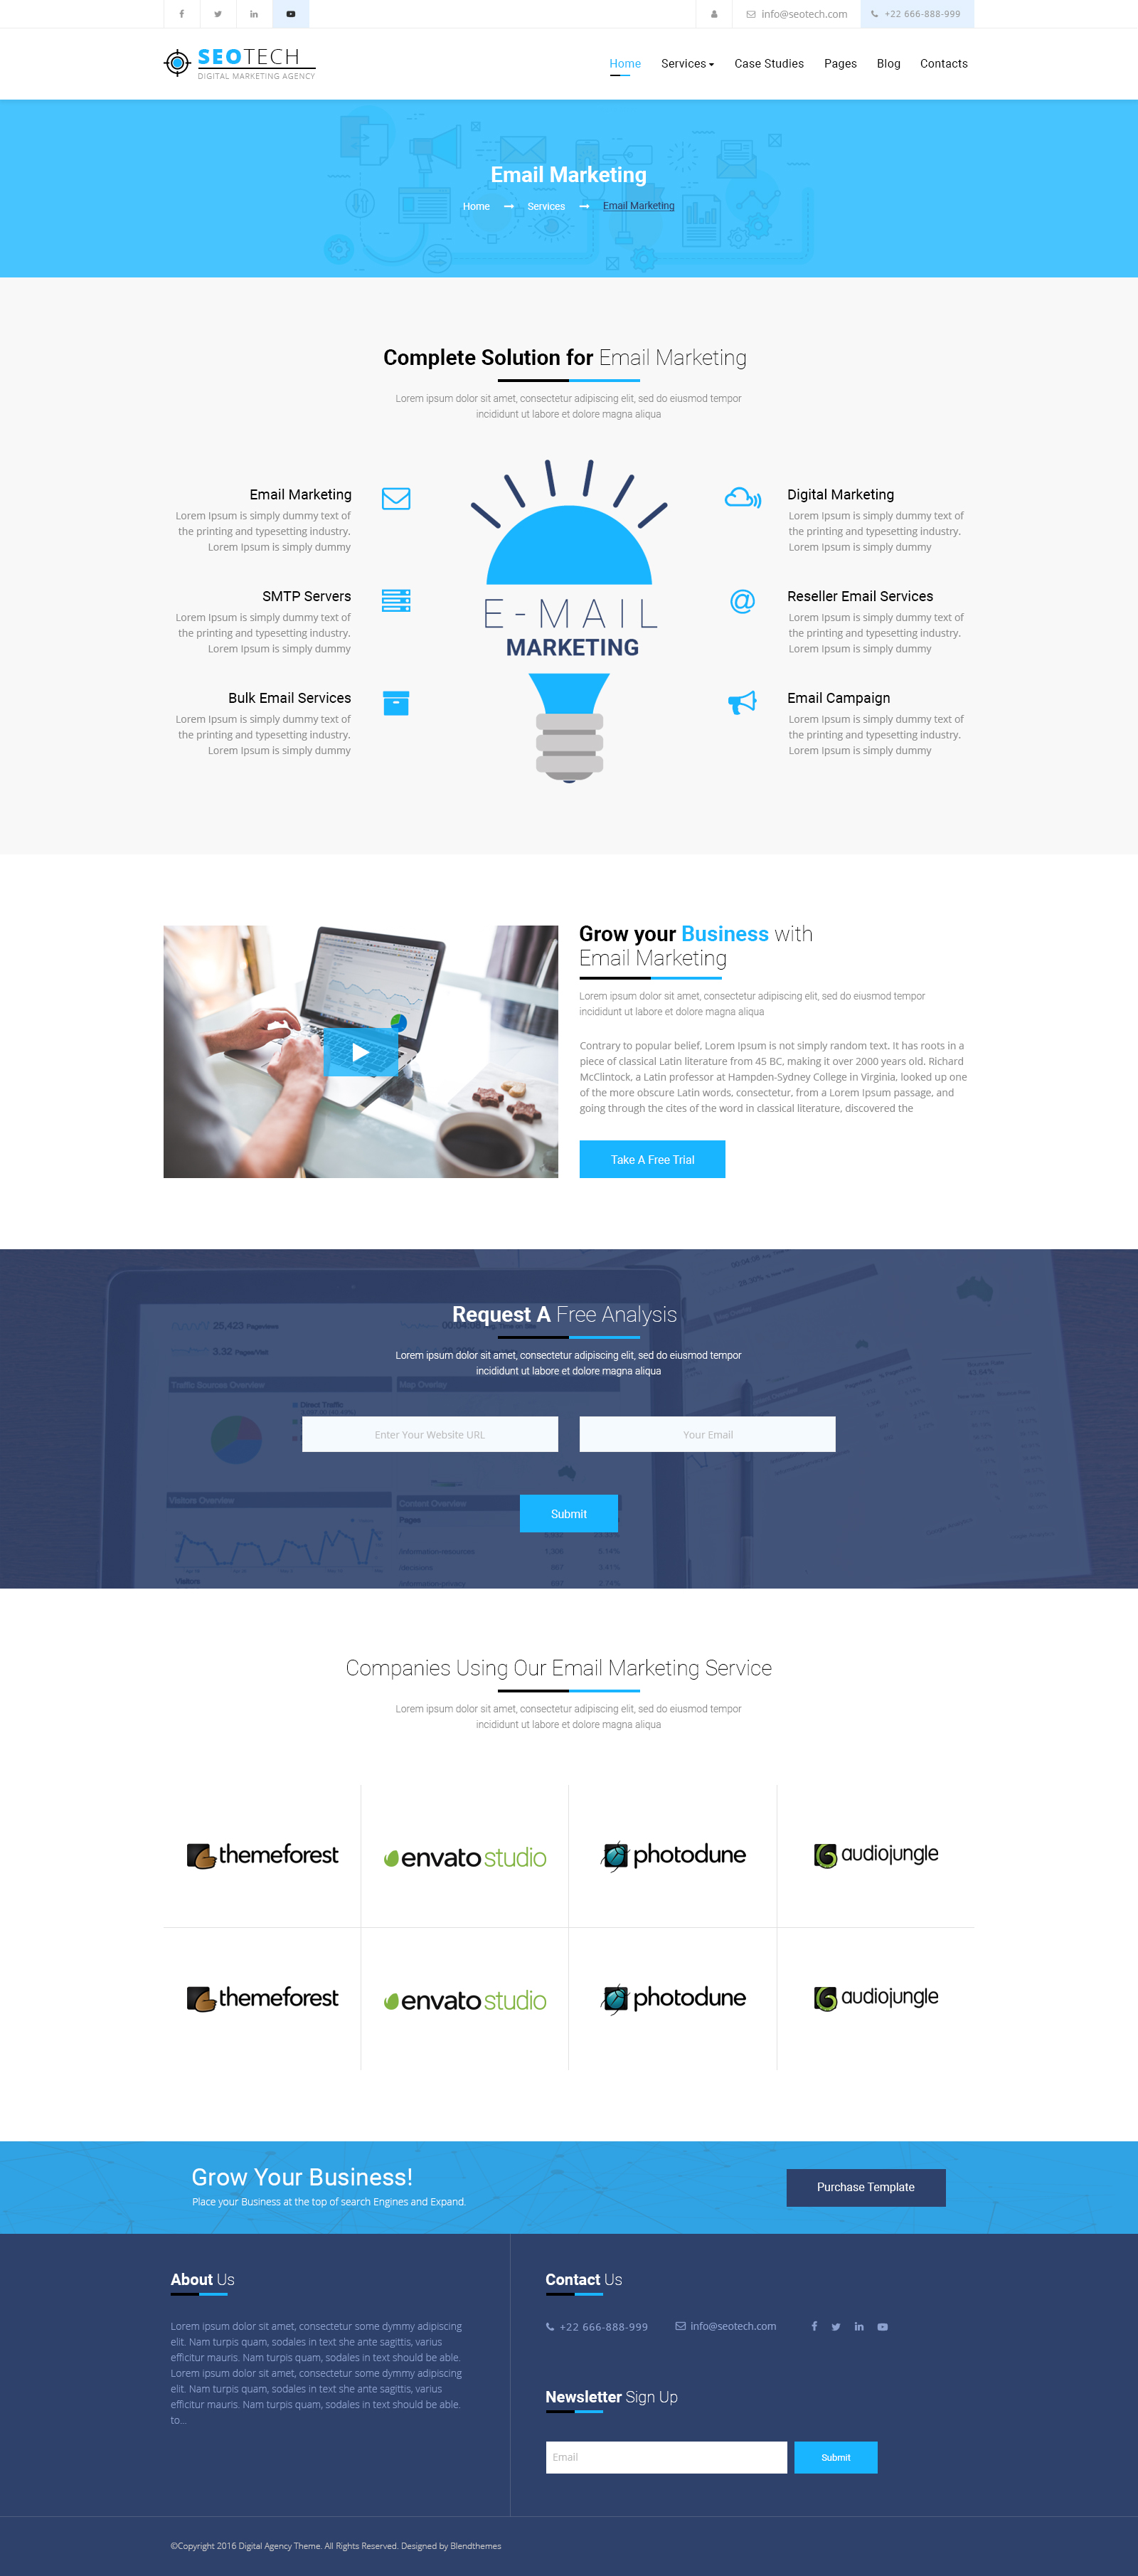 info@seotech.com
+22 666-888-999
SEOTECH
DIGITAL MARKETING AGENCY
Home
Services
Case Studies
Pages
Blog
Contacts
Email Marketing
Home
Services
Email Marketing
Complete Solution for Email Marketing
Lorem ipsum dolor sit amet, consectetur adipiscing elit, sed do eiusmod tempor
incididunt ut labore et dolore magna aliqua
Email Marketing
Lorem Ipsum is simply dummy text of
the printing and typesetting industry.
Lorem Ipsum is simply dummy
SMTP Servers
Lorem Ipsum is simply dummy text of
the printing and typesetting industry.
Lorem Ipsum is simply dummy
Bulk Email Services
Lorem Ipsum is simply dummy text of
the printing and typesetting industry.
Lorem Ipsum is simply dummy
E-MAIL
MARKETING
Digital Marketing
Lorem Ipsum is simply dummy text of
the printing and typesetting industry.
Lorem Ipsum is simply dummy
Reseller Email Services
Lorem Ipsum is simply dummy text of
the printing and typesetting industry.
Lorem Ipsum is simply dummy
Email Campaign
Lorem Ipsum is simply dummy text of
the printing and typesetting industry.
Lorem Ipsum is simply dummy
Grow your Business with
Email Marketing
Lorem ipsum dolor sit amet, consectetur adipiscing elit, sed do eiusmod tempor
incididunt ut labore et dolore magna aliqua
Contrary to popular belief, Lorem Ipsum is not simply random text. It has roots in a
piece of classical Latin literature from 45 BC, making it over 2000 years old. Richard
McClintock, a Latin professor at Hampden-Sydney College in Virginia, looked up one
of the more obscure Latin words, consectetur, from a Lorem Ipsum passage, and
going through the cites of the word in classical literature, discovered the
Take A Free Trial
Request A Free Analysis
Lorem ipsum dolor sit amet, consectetur adipiscing elit, sed do eiusmod tempor
incididunt ut labore et dolore magna aliqua
25,423 Pageviews
3.32 Pages/Visit
Traffic Sources Overview
Map Overlay
Direct Traffic
Enter Your Website URL
Your Email
Visitors Overview
Content Overview
Pages
Visitors
Submit
Companies Using Our Email Marketing Service
Lorem ipsum dolor sit amet, consectetur adipiscing elit, sed do eiusmod tempor
incididunt ut labore et dolore magna aliqua
themeforest
envato studio
photodune
audiojungle
themeforest
envato studio
photodune
audiojungle
Grow Your Business!
Place your Business at the top of search Engines and Expand.
Purchase Template
About Us
Lorem ipsum dolor sit amet, consectetur some dymmy adipiscing
elit. Nam turpis quam, sodales in text she ante sagittis, varius
efficitur mauris. Nam turpis quam, sodales in text should be able.
Lorem ipsum dolor sit amet, consectetur some dymmy adipiscing
elit. Nam turpis quam, sodales in text she ante sagittis, varius
efficitur mauris. Nam turpis quam, sodales in text should be able.
to...
Contact Us
+22 666-888-999
info@seotech.com
Newsletter Sign Up
Email
Submit
©Copyright 2016 Digital Agency Theme. All Rights Reserved. Designed by Blendthemes